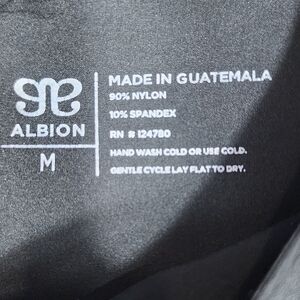 ALBION
M
MADE IN GUATEMALA
90% NYLON
10% SPANDEX
RN # 124780
HAND WASH COLD OR USE COLD.
GENTLE CYCLE LAY FLAT TO DRY.